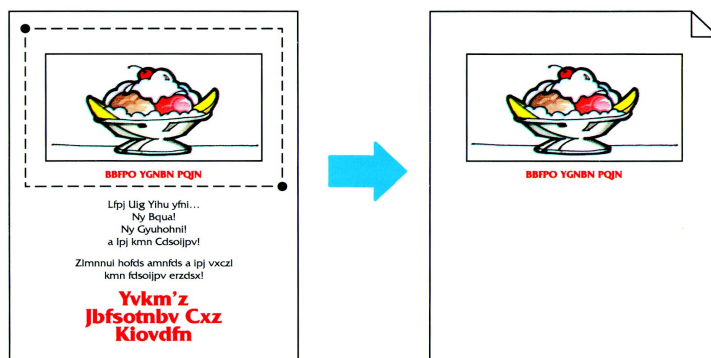 BBFPO YGNBN PQJN
Lfpj Uig Yihu yfni...
Ny Bqua!
Ny Gyuhohni!
a lpj kmn Cdsoijpv!
Zlmnnui hofds amnfds a ipj vxczl
kmn fdsoijpv erzdsx!
Yvkm'z
Jbfsotnbv Cxz
Kiovdfn
BBFPO YGNBN PQJN